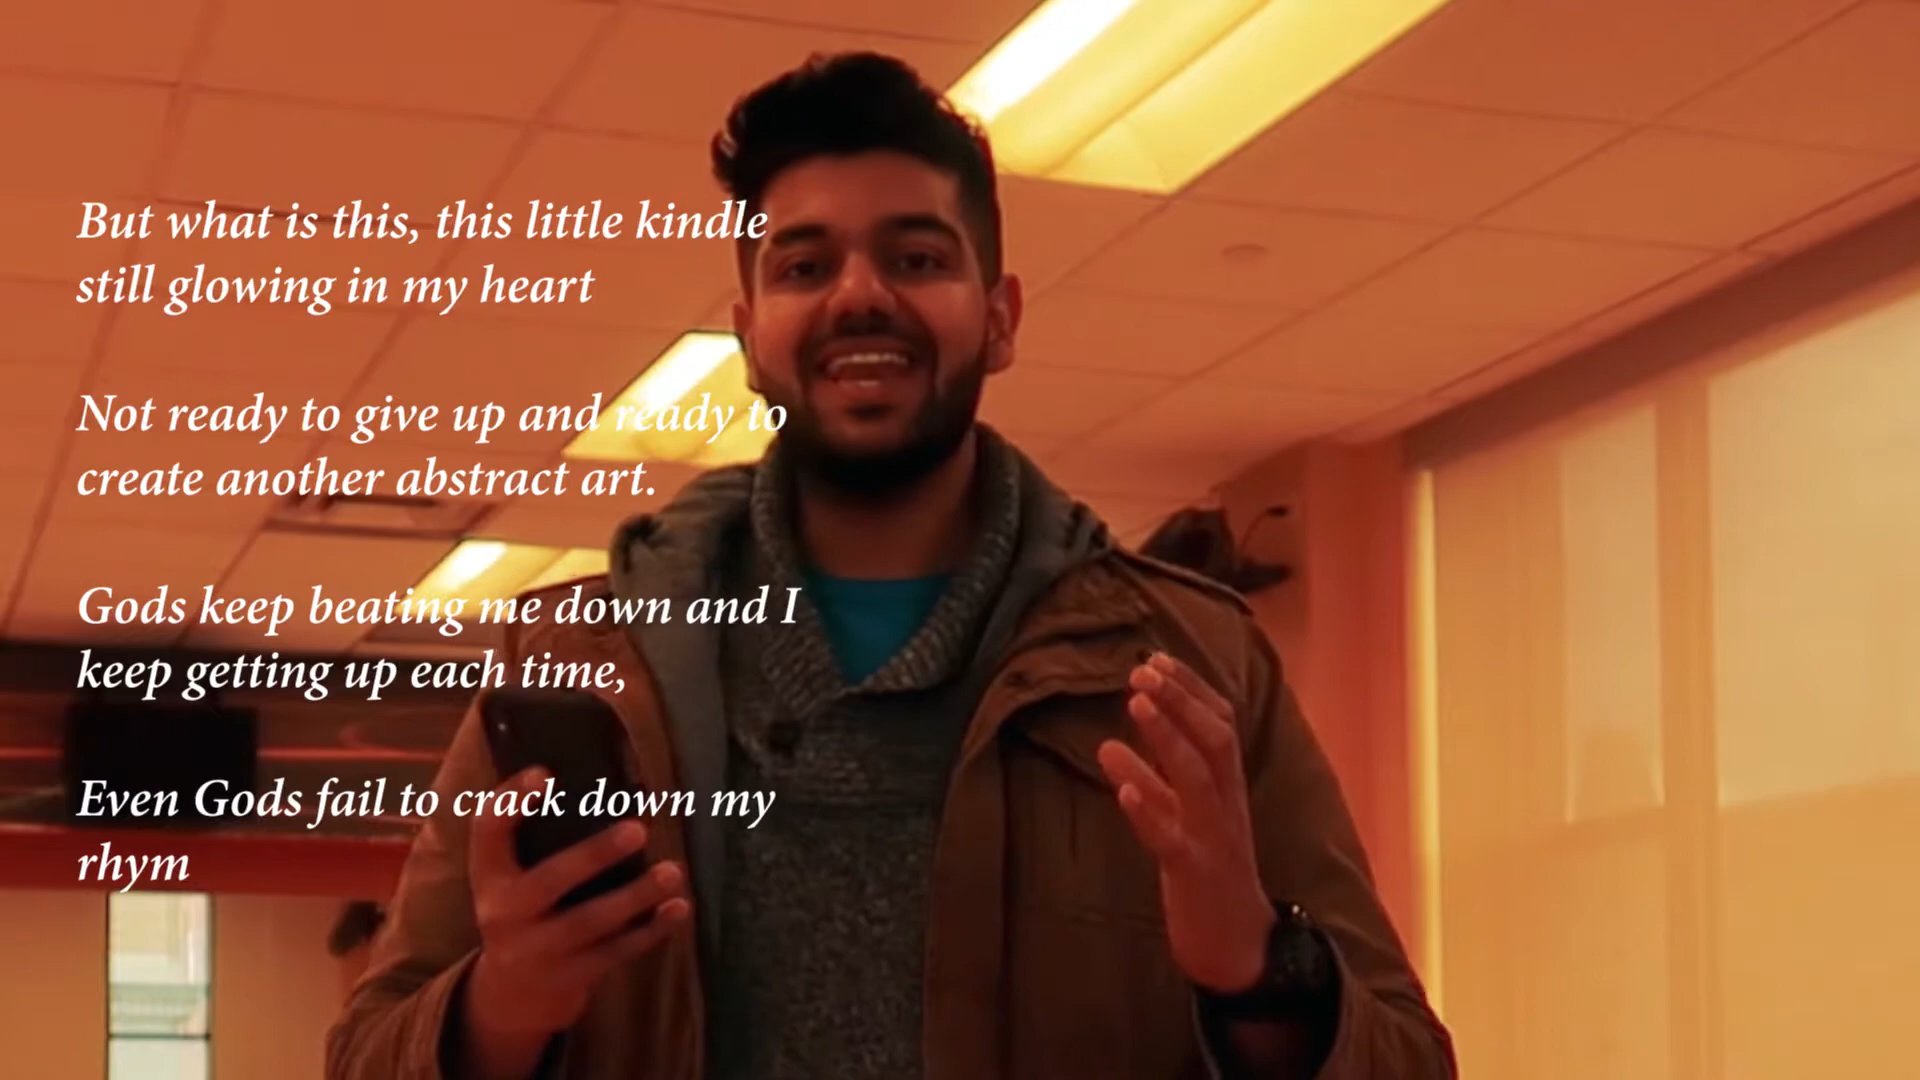 But what is this, this little kindle
still glowing in my heart
Not ready to give up and ready to
create another abstract art.
Gods keep beating me down and I
keep getting up each time,
Even Gods fail to crack down my
rhym